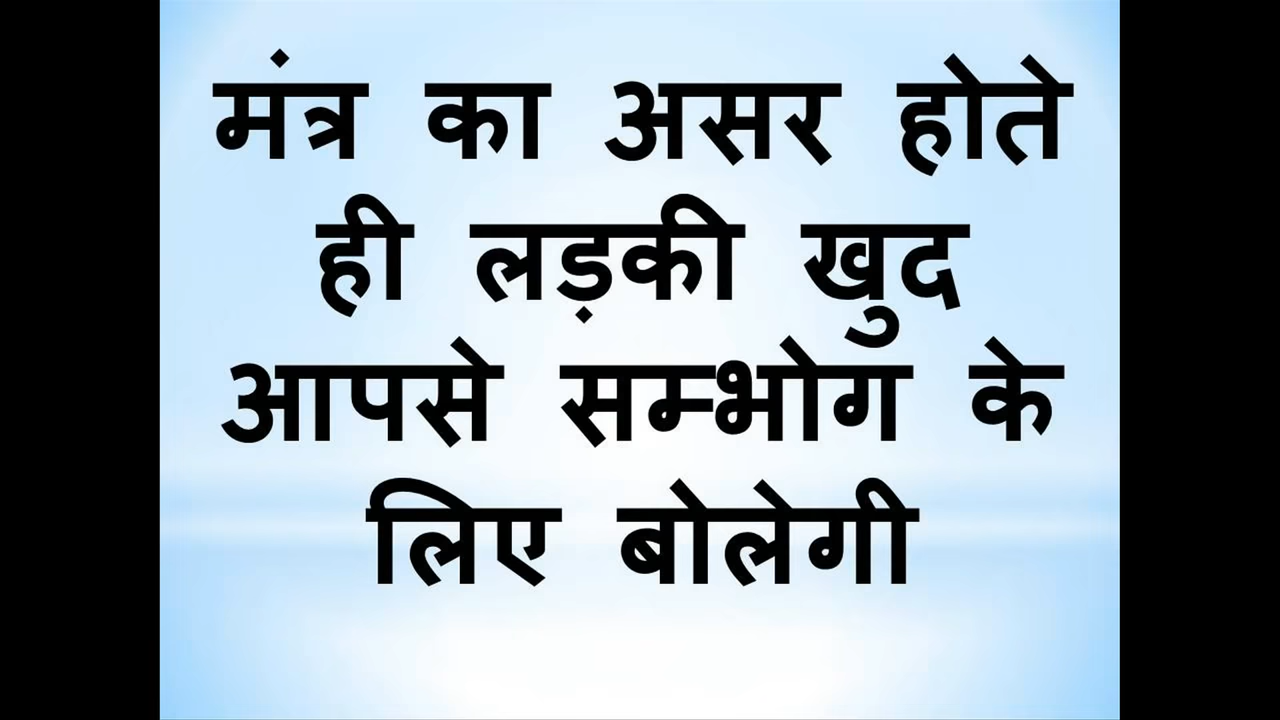 मंत्र का असर होते
ही लड़की खुद
आपसे सम्भोग के
लिए बोलेगी